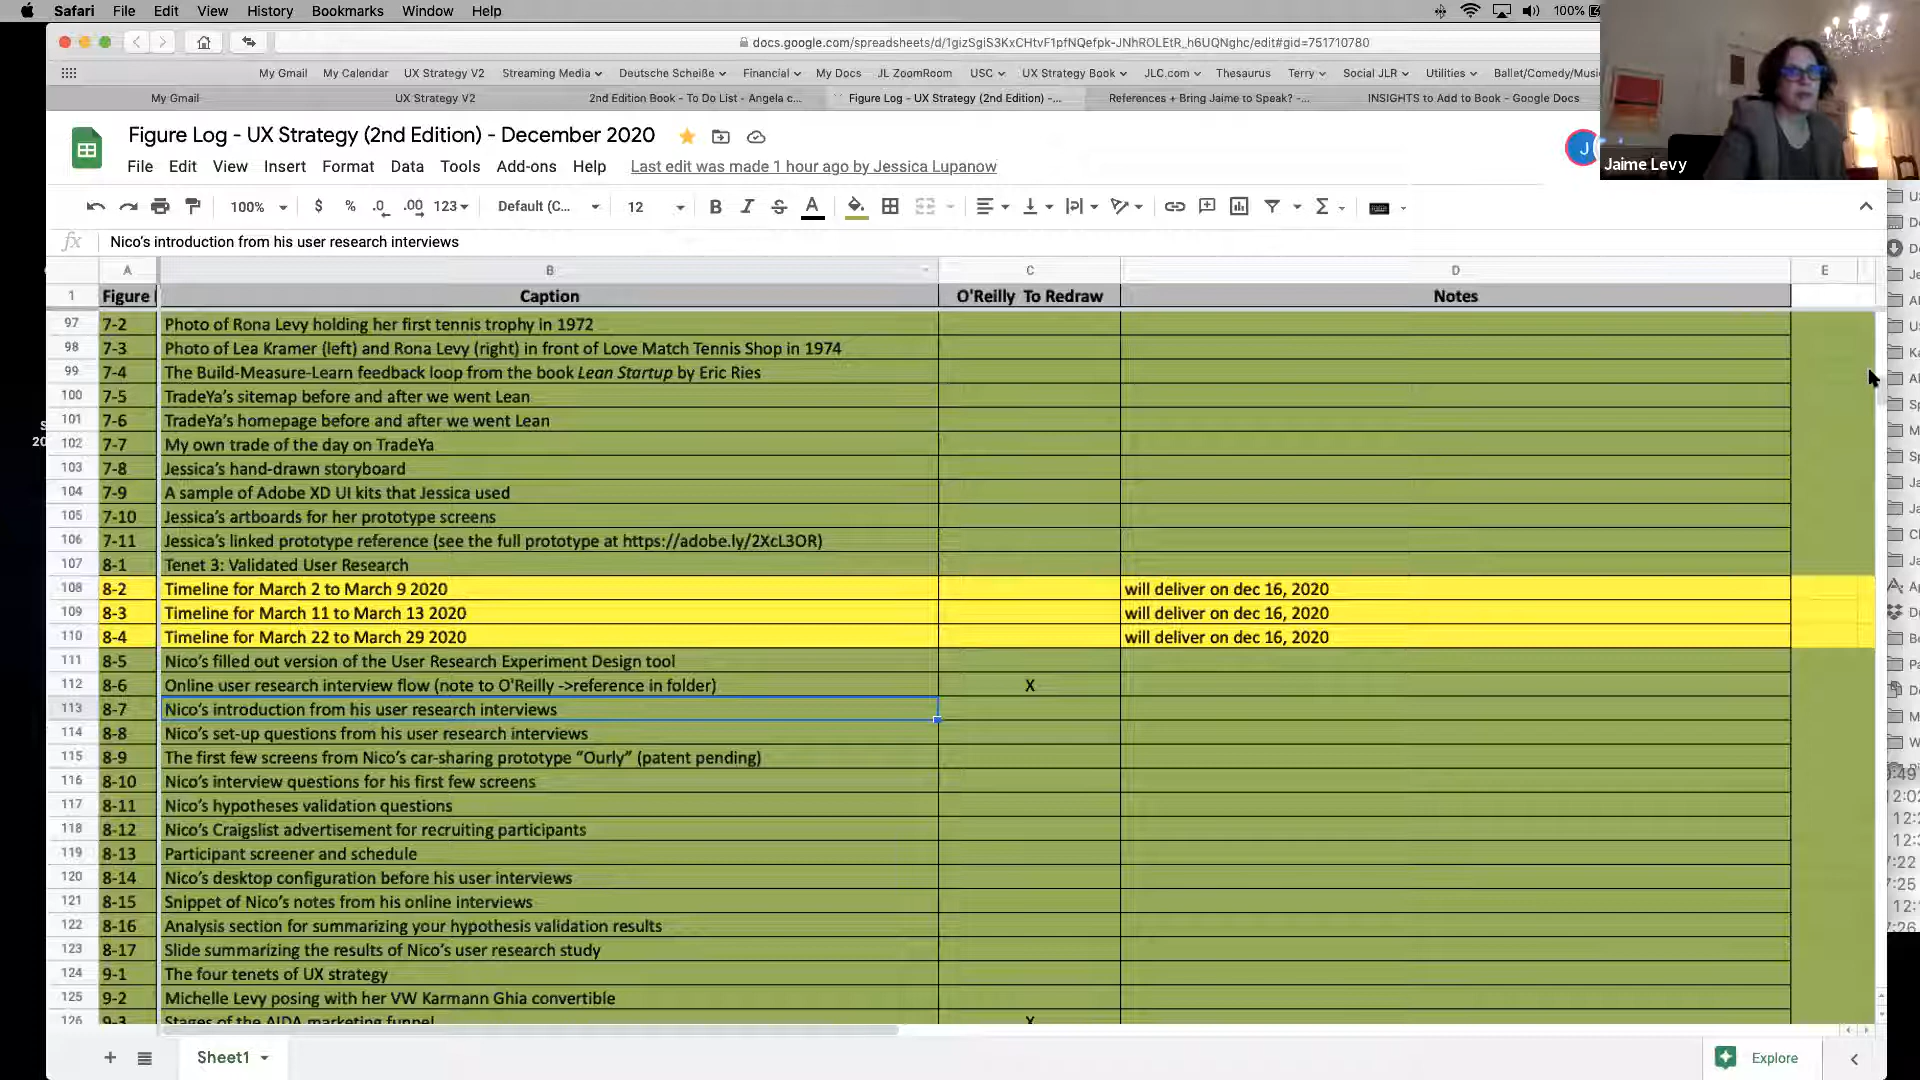 Safari File Edit View History Bookmarks Window Help 100%
docs.google.com/spreadsheets/d/1gizSgiS3KxCHtvF1pfNQefpk-JNhROLEtR_h6UQNghc/edit#gid=751710780
My Gmail My Calendar UX Strategy V2 Streaming Media Deutsche Scheiße Financial My Docs JL ZoomRoom USC UX Strategy Book JLC.com Thesaurus Terry Social JLR Utilities Ballet/Comedy/Musi
My Gmail UX Strategy V2 2nd Edition Book - To Do List - Angela c... Figure Log - UX Strategy (2nd Edition) -... References + Bring Jaime to Speak? -... INSIGHTS to Add to Book - Google Docs
Figure Log - UX Strategy (2nd Edition) - December 2020
J
Jaime Levy
File Edit View Insert Format Data Tools Add-ons Help Last edit was made 1 hour ago by Jessica Lupanow
100% $ % .0 .00 123 Default (C... 12 B I S A
fx Nico's introduction from his user research interviews
A B C D E
1 Figure Caption O'Reilly To Redraw Notes
97 7-2 Photo of Rona Levy holding her first tennis trophy in 1972
98 7-3 Photo of Lea Kramer (left) and Rona Levy (right) in front of Love Match Tennis Shop in 1974
99 7-4 The Build-Measure-Learn feedback loop from the book Lean Startup by Eric Ries
100 7-5 TradeYa's sitemap before and after we went Lean
101 7-6 TradeYa's homepage before and after we went Lean
102 7-7 My own trade of the day on TradeYa
103 7-8 Jessica's hand-drawn storyboard
104 7-9 A sample of Adobe XD UI kits that Jessica used
105 7-10 Jessica's artboards for her prototype screens
106 7-11 Jessica's linked prototype reference (see the full prototype at https://adobe.ly/2XcL3OR)
107 8-1 Tenet 3: Validated User Research
108 8-2 Timeline for March 2 to March 9 2020 will deliver on dec 16, 2020
109 8-3 Timeline for March 11 to March 13 2020 will deliver on dec 16, 2020
110 8-4 Timeline for March 22 to March 29 2020 will deliver on dec 16, 2020
111 8-5 Nico's filled out version of the User Research Experiment Design tool
112 8-6 Online user research interview flow (note to O'Reilly ->reference in folder) X
113 8-7 Nico's introduction from his user research interviews
114 8-8 Nico's set-up questions from his user research interviews
115 8-9 The first few screens from Nico's car-sharing prototype “Ourly” (patent pending)
116 8-10 Nico's interview questions for his first few screens
117 8-11 Nico's hypotheses validation questions
118 8-12 Nico's Craigslist advertisement for recruiting participants
119 8-13 Participant screener and schedule
120 8-14 Nico's desktop configuration before his user interviews
121 8-15 Snippet of Nico's notes from his online interviews
122 8-16 Analysis section for summarizing your hypothesis validation results
123 8-17 Slide summarizing the results of Nico's user research study
124 9-1 The four tenets of UX strategy
125 9-2 Michelle Levy posing with her VW Karmann Ghia convertible
126 9-3 Stages of the AIDA marketing funnel X
Sheet1 Explore